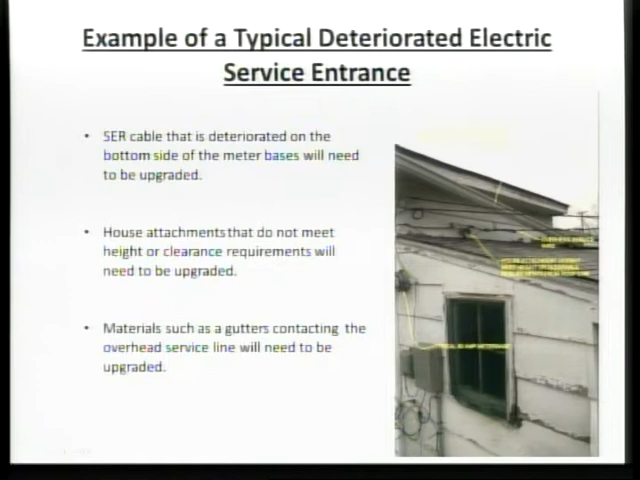 Example of a Typical Deteriorated Electric
Service Entrance
• SER cable that is deteriorated on the
bottom side of the meter bases will need
to be upgraded.
• House attachments that do not meet
height or clearance requirements will
need to be upgraded.
• Materials such as a gutters contacting the
overhead service line will need to be
upgraded.